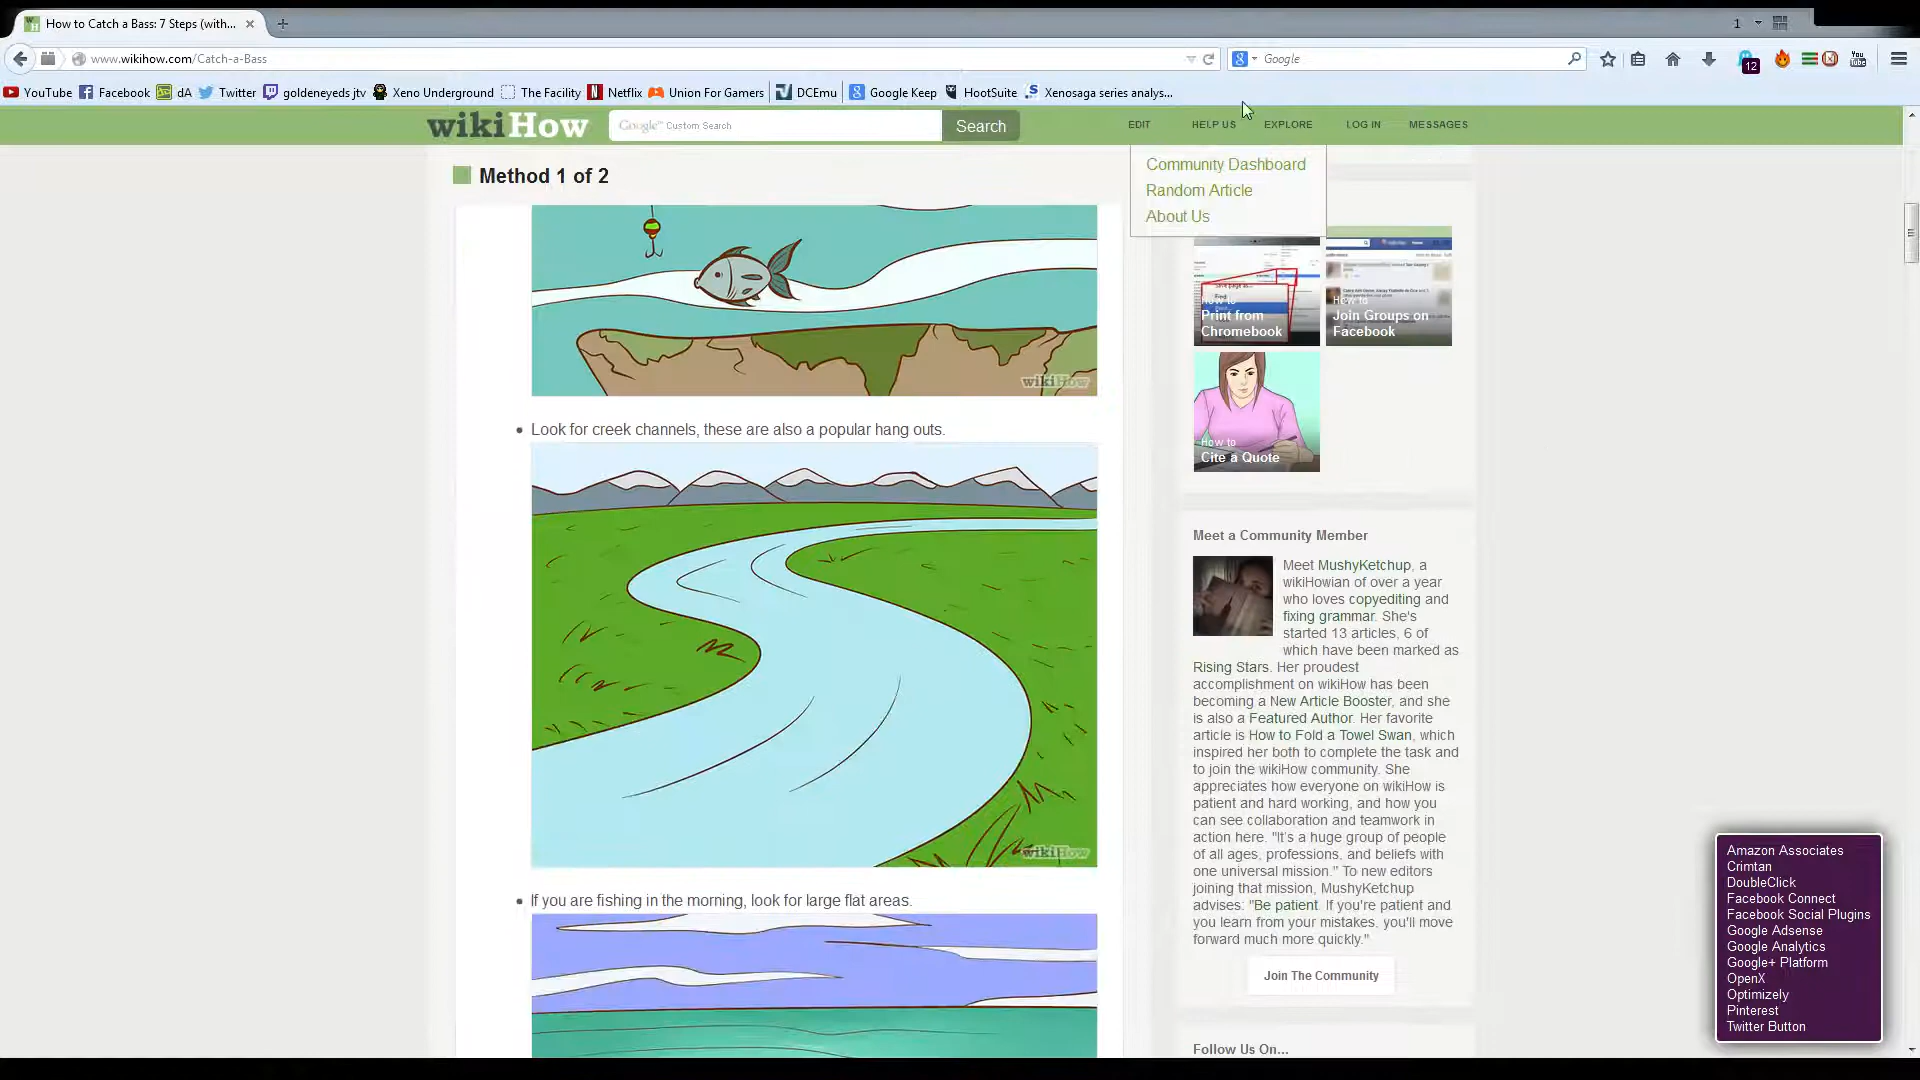 How to Catch a Bass: 7 Steps (with...
1
www.wikihow.com/Catch-a-Bass
Google
12
You
YouTube
Facebook
dA
Twitter
goldeneyeds jtv
Xeno Underground
The Facility
Netflix
Union For Gamers
DCEmu
Google Keep
HootSuite
Xenosaga series analys...
wikiHow
Google™ Custom Search
Search
EDIT
HELP US
EXPLORE
LOG IN
MESSAGES
Community Dashboard
Random Article
About Us
Method 1 of 2
wikiHow
Look for creek channels, these are also a popular hang outs.
wikiHow
If you are fishing in the morning, look for large flat areas.
How to
Print from
Chromebook
How to
Join Groups on
Facebook
How to
Cite a Quote
Meet a Community Member
Meet MushyKetchup, a
wikiHowian of over a year
who loves copyediting and
fixing grammar. She's
started 13 articles, 6 of
which have been marked as
Rising Stars. Her proudest
accomplishment on wikiHow has been
becoming a New Article Booster, and she
is also a Featured Author. Her favorite
article is How to Fold a Towel Swan, which
inspired her both to complete the task and
to join the wikiHow community. She
appreciates how everyone on wikiHow is
patient and hard working, and how you
can see collaboration and teamwork in
action here. "It's a huge group of people
of all ages, professions, and beliefs with
one universal mission." To new editors
joining that mission, MushyKetchup
advises: "Be patient. If you're patient and
you learn from your mistakes, you'll move
forward much more quickly."
Join The Community
Follow Us On...
Amazon Associates
Crimtan
DoubleClick
Facebook Connect
Facebook Social Plugins
Google Adsense
Google Analytics
Google+ Platform
OpenX
Optimizely
Pinterest
Twitter Button